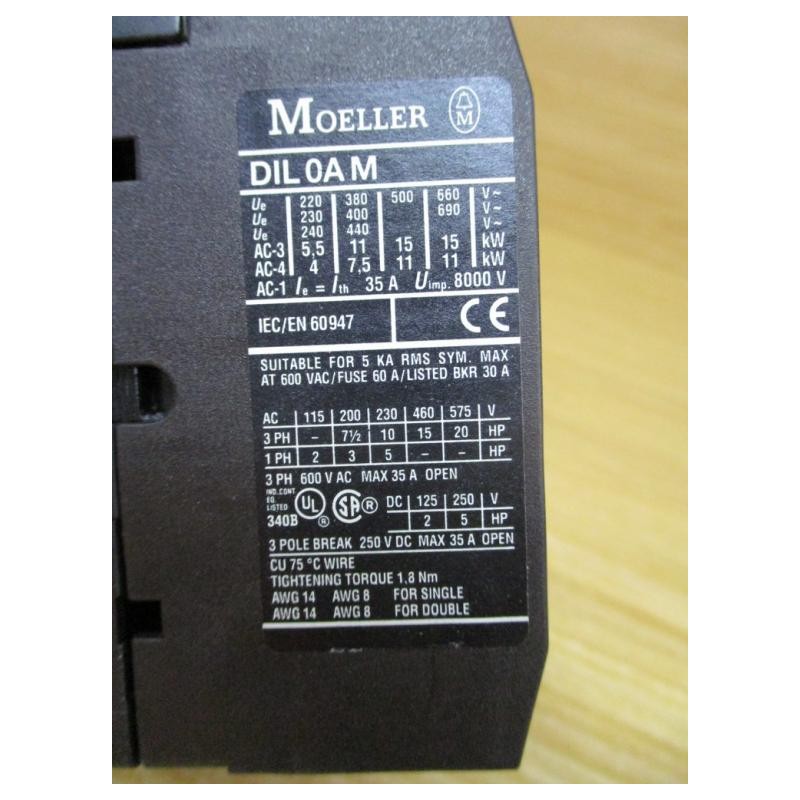 MOELLER M
DIL 0A M
Ue 220 380 500 660 V~
Ue 230 400 690 V~
Ue 240 440 V~
AC-3 5,5 11 15 15 kW
AC-4 4 7,5 11 11 kW
AC-1 Ie = Ith 35 A Uimp. 8000 V
IEC/EN 60947 CE
SUITABLE FOR 5 KA RMS SYM. MAX
AT 600 VAC/FUSE 60 A/LISTED BKR 30 A
AC 115 200 230 460 575 V
3 PH – 7½ 10 15 20 HP
1 PH 2 3 5 – – HP
3 PH 600 V AC MAX 35 A OPEN
IND. CONT. EQ. LISTED 340B UL ® SA ® DC 125 250 V
2 5 HP
3 POLE BREAK 250 V DC MAX 35 A OPEN
CU 75 °C WIRE
TIGHTENING TORQUE 1.8 Nm
AWG 14 AWG 8 FOR SINGLE
AWG 14 AWG 8 FOR DOUBLE